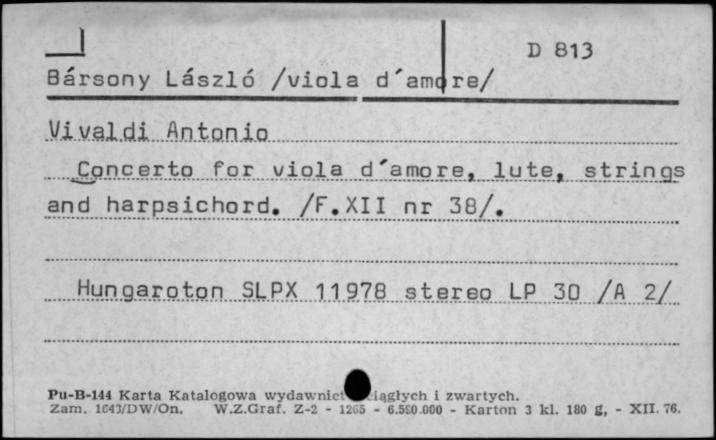 D 813
Bársony László /viola d´amore/
Vivaldi Antonio
Concerto for viola d´amore, lute, strings
and harpsichord. /F.XII nr 38/.
Hungaroton SLPX 11978 stereo LP 30 /A 2/
Pu-B-144 Karta Katalogowa wydawnict ciągłych i zwartych.
Zam. 1043/DW/On. W.Z.Graf. Z-2 - 1265 - 6.590.000 - Karton 3 kl. 180 g, - XII. 76.